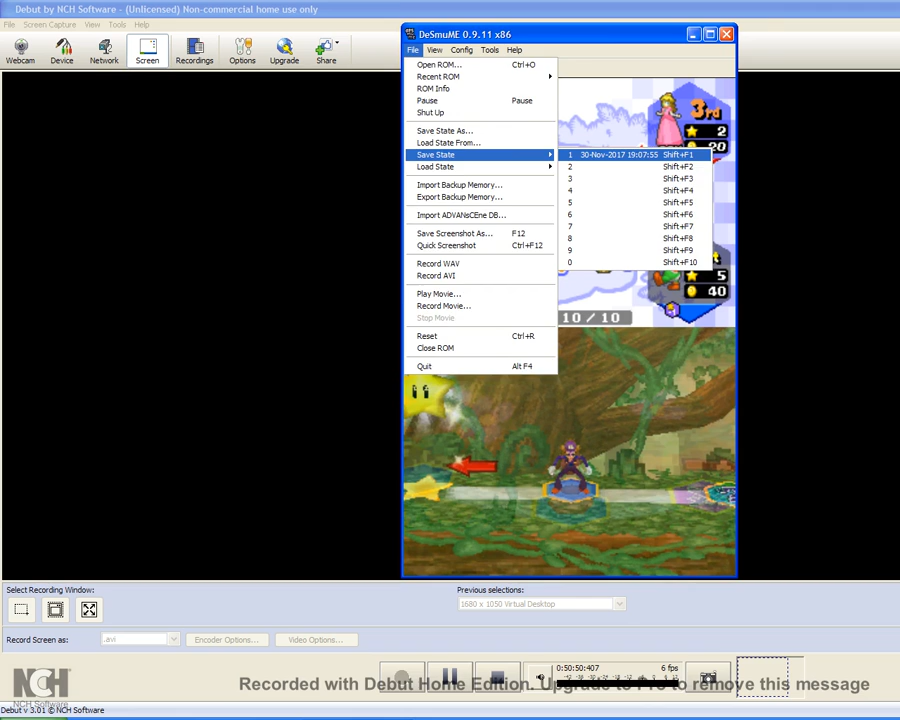 Debut by NCH Software - (Unlicensed) Non-commercial home use only
File Screen Capture View Tools Help
Webcam Device Network Screen Recordings Options Upgrade Share
DeSmuME 0.9.11 x86
File View Config Tools Help
Open ROM... Ctrl+O
Recent ROM
ROM Info
Pause Pause
Shut Up
Save State As...
Load State From...
Save State
Load State
Import Backup Memory...
Export Backup Memory...
Import ADVANsCEne DB...
Save Screenshot As... F12
Quick Screenshot Ctrl+F12
Record WAV
Record AVI
Play Movie...
Record Movie...
Stop Movie
Reset Ctrl+R
Close ROM
Quit Alt F4
1 30-Nov-2017 19:07:55 Shift+F1
2 Shift+F2
3 Shift+F3
4 Shift+F4
5 Shift+F5
6 Shift+F6
7 Shift+F7
8 Shift+F8
9 Shift+F9
0 Shift+F10
3rd
2
20
5
40
10/10
Select Recording Window:
Previous selections:
1680 x 1050 Virtual Desktop
Record Screen as:
.avi
Encoder Options...
Video Options...
0:50:50:407
6 fps
NCH
NCH Software
Recorded with Debut Home Edition. Upgrade to Pro to remove this message
Debut v 3.01 © NCH Software